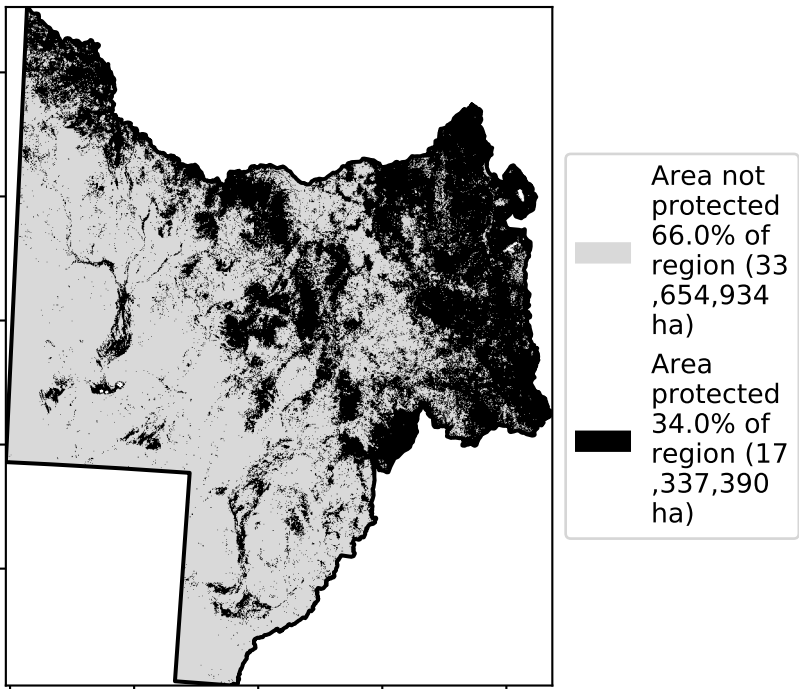 Area not
protected
66.0% of
region (33
,654,934
ha)
Area
protected
34.0% of
region (17
,337,390
ha)